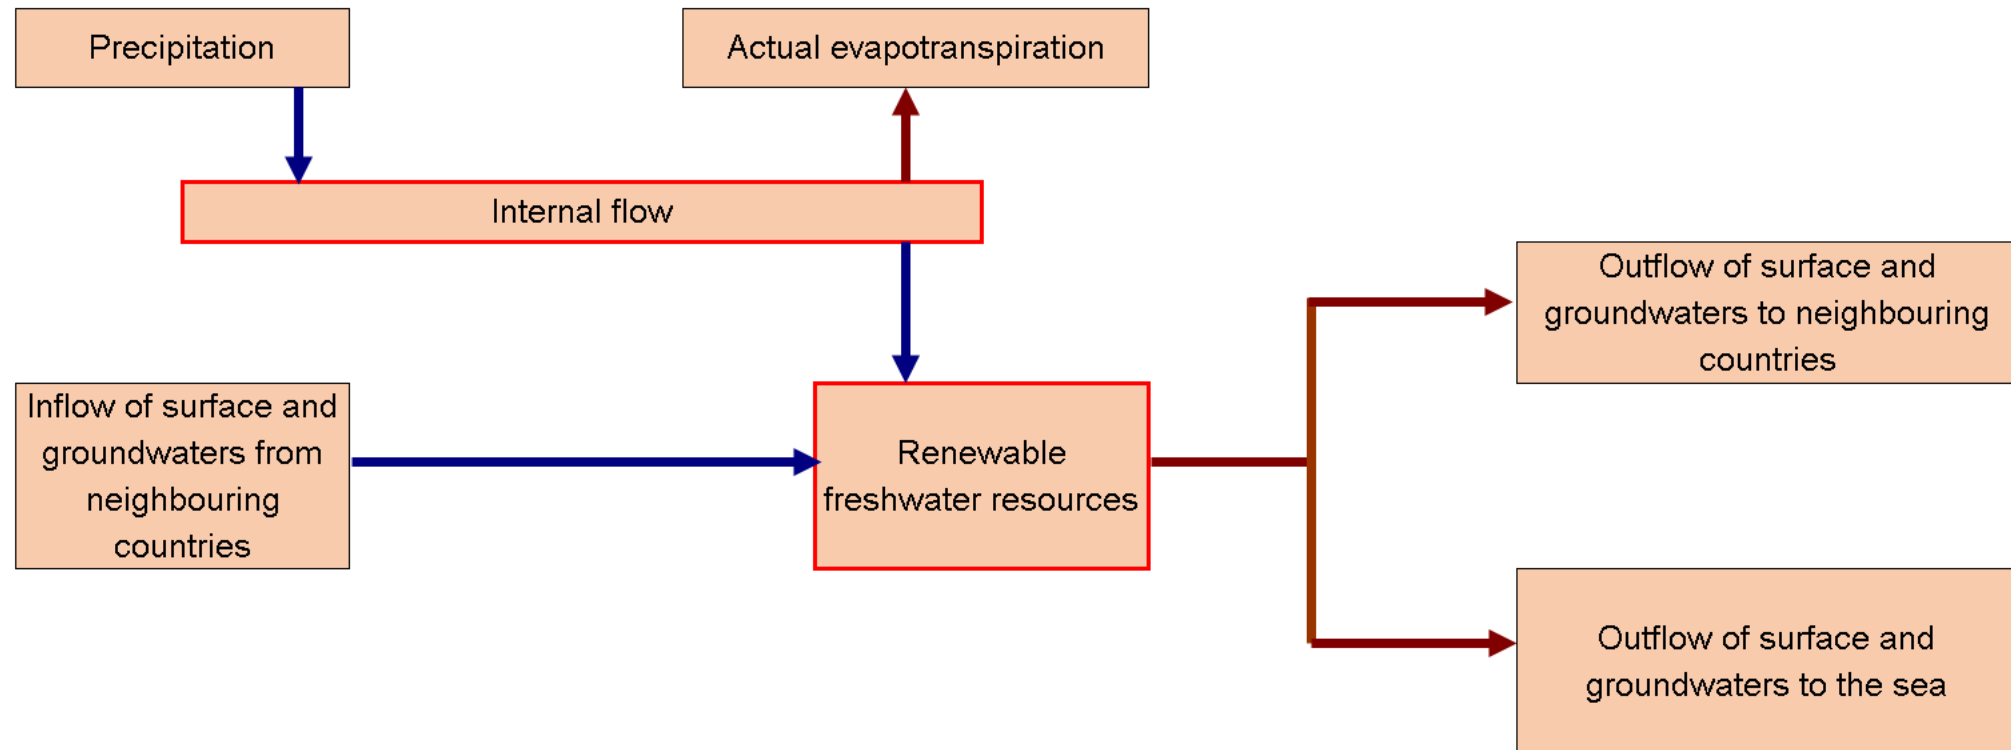 Precipitation
Actual evapotranspiration
Internal flow
Outflow of surface and
groundwaters to neighbouring
countries
Inflow of surface and
groundwaters from
neighbouring
countries
Renewable
freshwater resources
Outflow of surface and
groundwaters to the sea